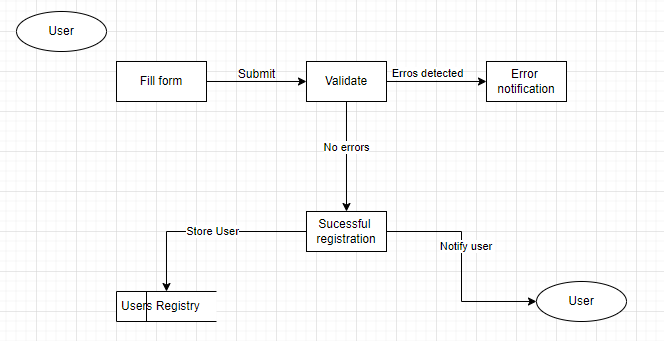 User
Fill form
Submit
Validate
Erros detected
Error
notification
No errors
Sucessful
registration
Store User
Notify user
Users Registry
User